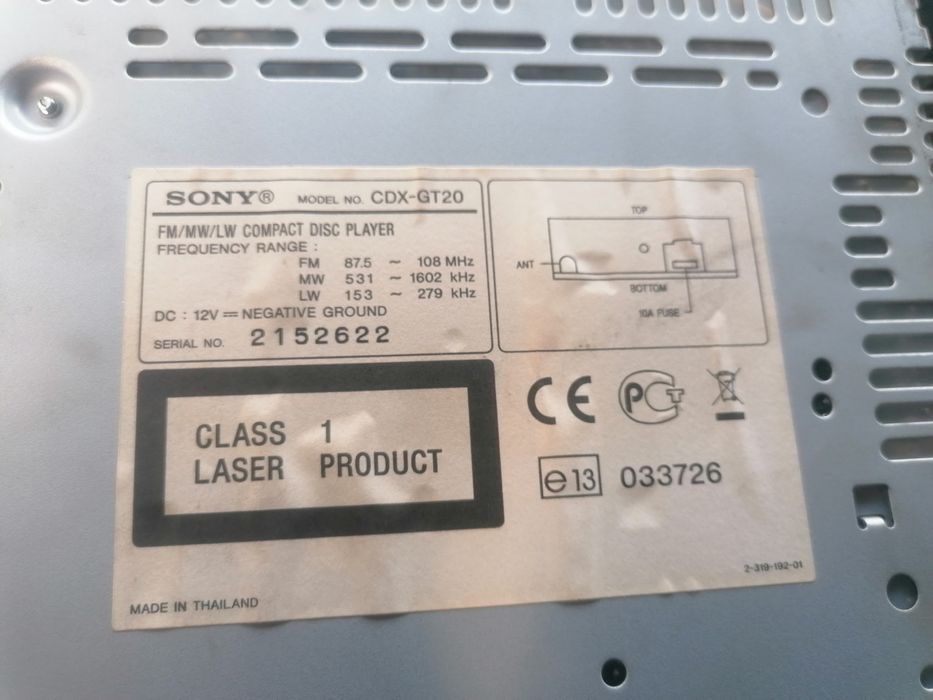 SONY® MODEL NO. CDX-GT20
FM/MW/LW COMPACT DISC PLAYER
FREQUENCY RANGE :
FM 87.5 ~ 108 MHz
MW 531 ~ 1602 kHz
LW 153 ~ 279 kHz
DC : 12V ⎓ NEGATIVE GROUND
SERIAL NO. 2152622
TOP
ANT
BOTTOM
10A FUSE
CLASS 1
LASER PRODUCT
CE PCT
e13 033726
2-319-192-01
MADE IN THAILAND